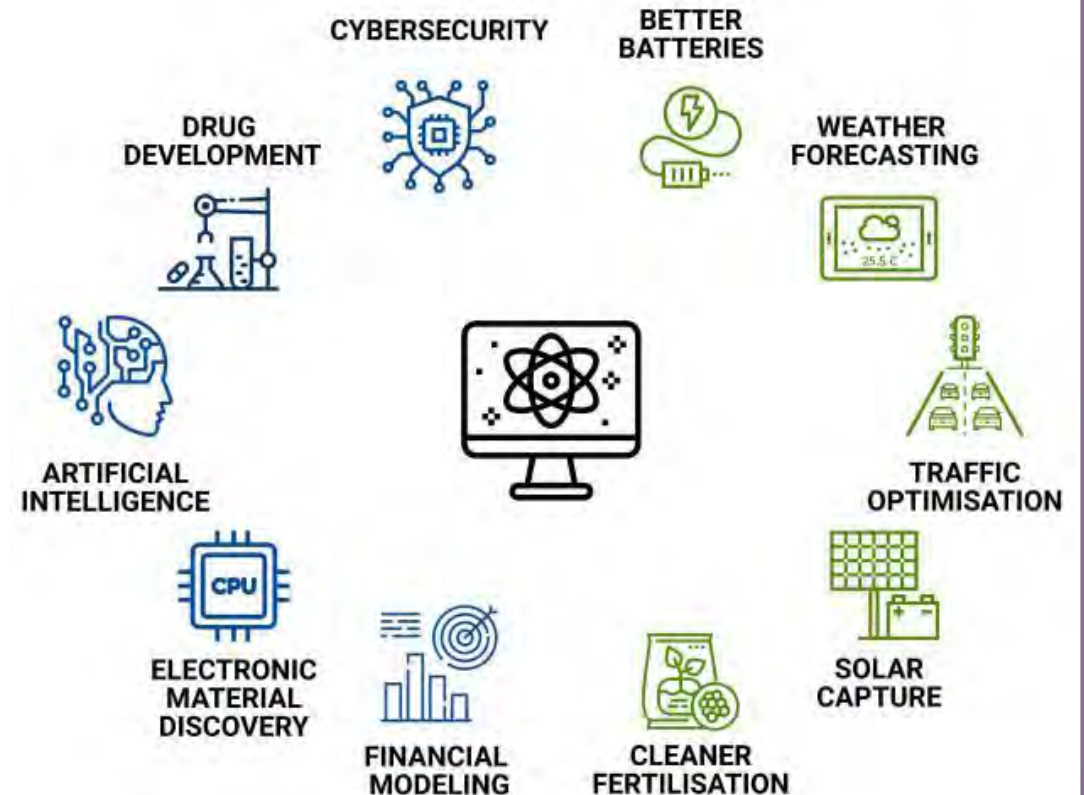 CYBERSECURITY
BETTER
BATTERIES
DRUG
DEVELOPMENT
WEATHER
FORECASTING
25.5 C
ARTIFICIAL
INTELLIGENCE
TRAFFIC
OPTIMISATION
CPU
ELECTRONIC
MATERIAL
DISCOVERY
SOLAR
CAPTURE
FINANCIAL
MODELING
CLEANER
FERTILISATION